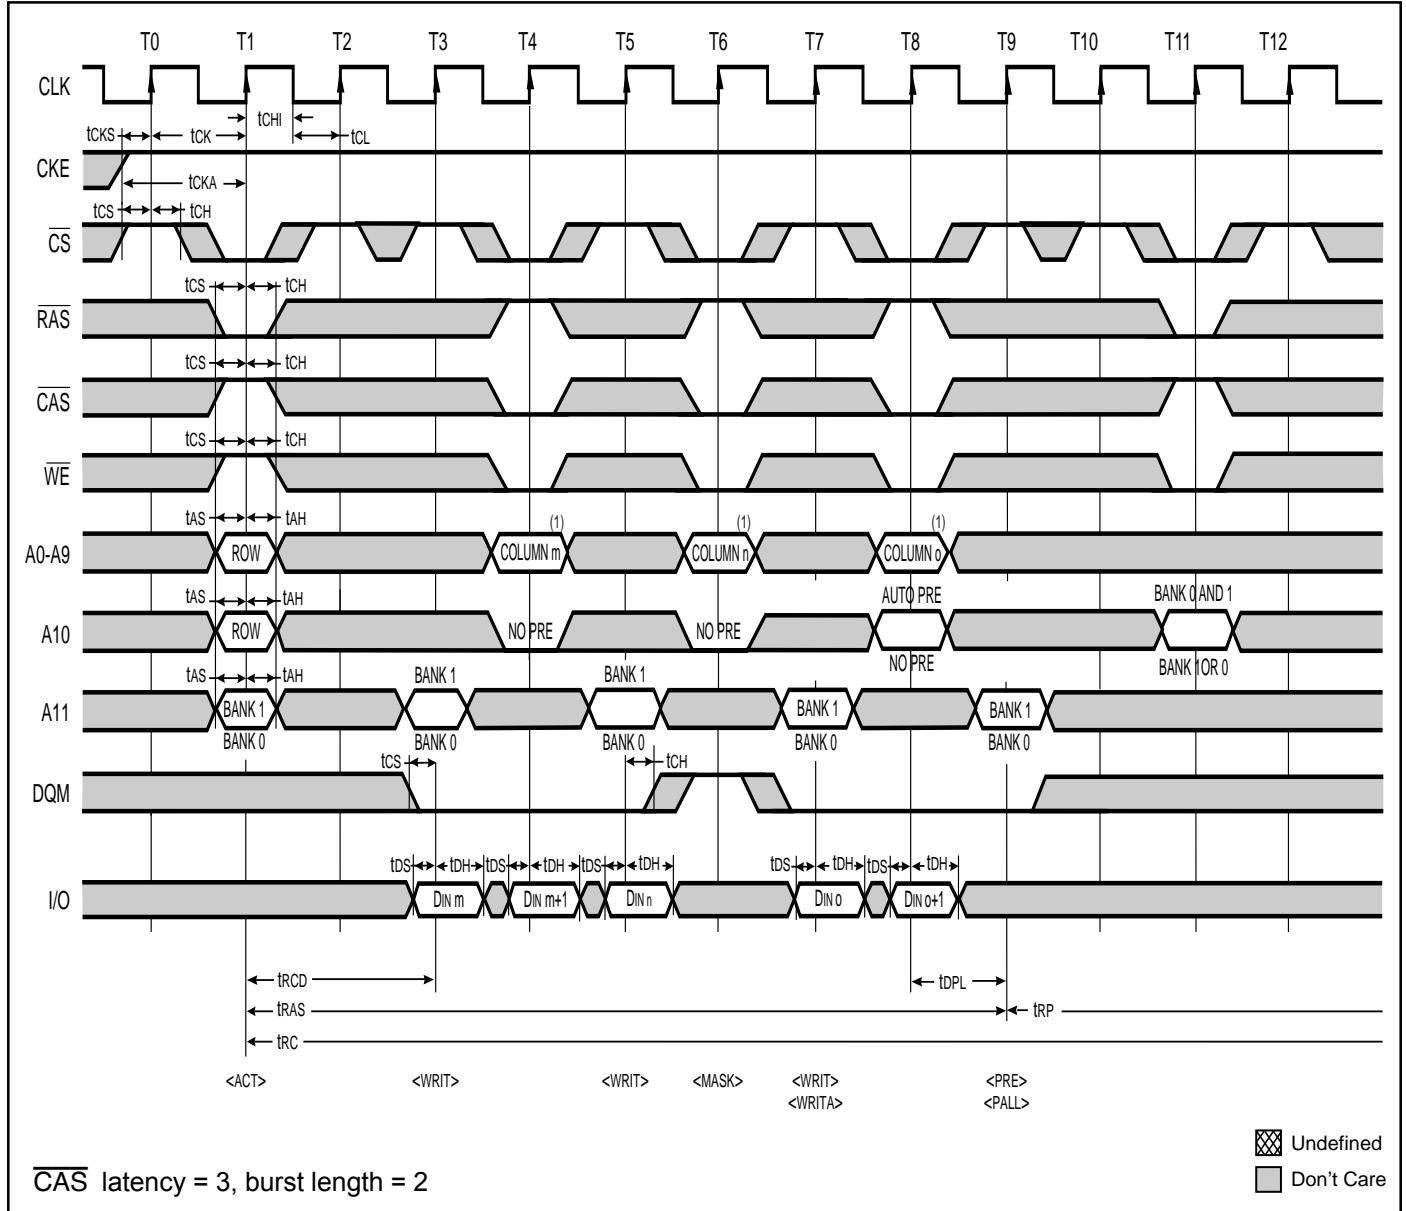 T0 T1 T2 T3 T4 T5 T6 T7 T8 T9 T10 T11 T12
CLK
tCHI
tCKS tCK tCL
CKE
tCKA
tCS tCH
CS
tCS tCH
RAS
tCS tCH
CAS
tCS tCH
WE
tAS tAH (1) (1) (1)
A0-A9 ROW COLUMN m COLUMN n COLUMN o
tAS tAH AUTO PRE BANK 0 AND 1
A10 ROW NO PRE NO PRE
NO PRE BANK 1OR 0
tAS tAH BANK 1 BANK 1
A11 BANK 1 BANK 1 BANK 1
BANK 0 BANK 0 BANK 0 BANK 0 BANK 0
tCS tCH
DQM
tDS tDH tDS tDH tDS tDH tDS tDH tDS tDH
I/O DIN m DIN m+1 DIN n DIN o DIN o+1
tRCD tDPL
tRAS tRP
tRC
<ACT> <WRIT> <WRIT> <MASK> <WRIT> <PRE>
<WRITA> <PALL>
Undefined
CAS latency = 3, burst length = 2 Don't Care